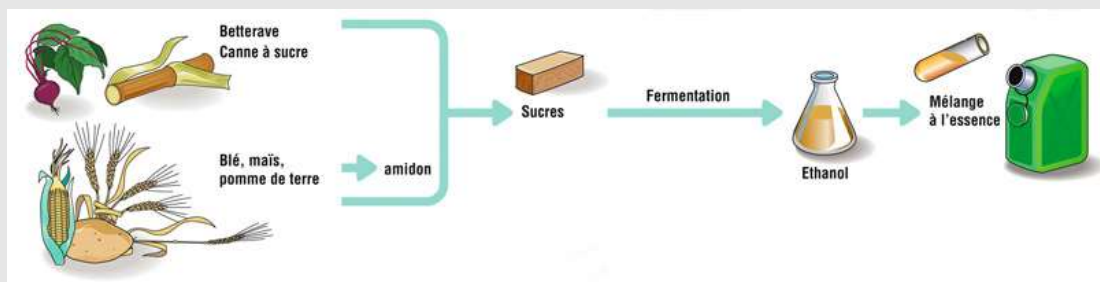 Betterave
Canne à sucre
Blé, maïs,
pomme de terre
amidon
Sucres
Fermentation
Ethanol
Mélange
à l'essence